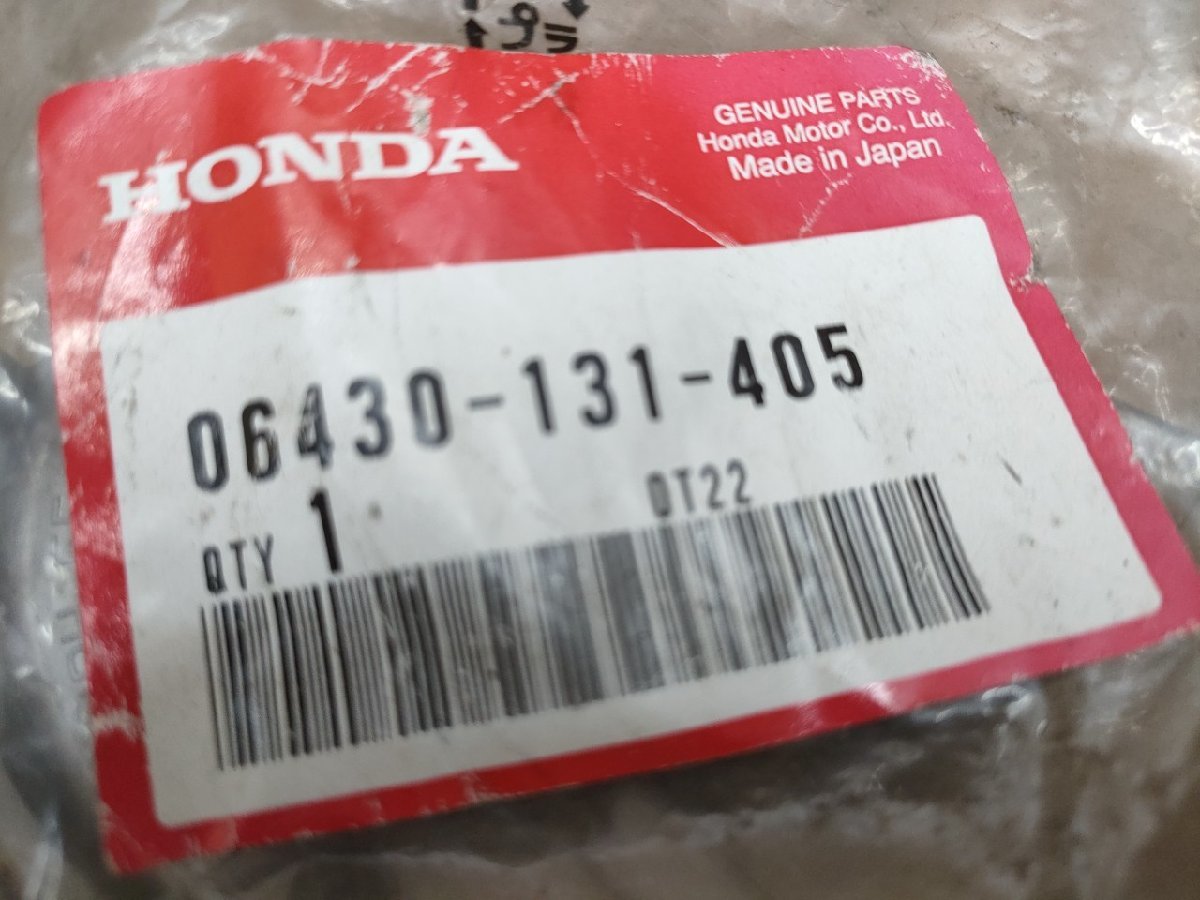 HONDA
GENUINE PARTS
Honda Motor Co., Ltd.
Made in Japan
06430-131-405
QTY 1
DT22